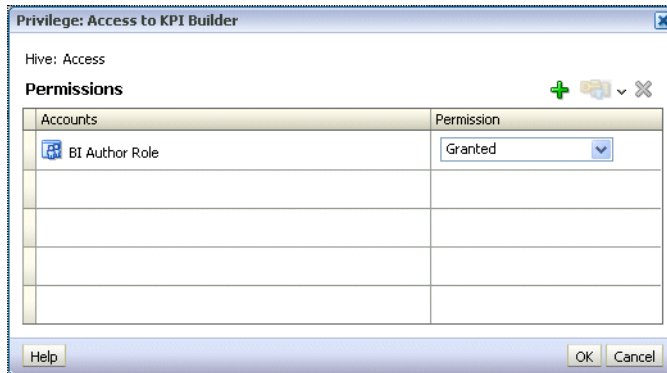 Privilege: Access to KPI Builder
Hive: Access
Permissions
Accounts Permission
BI Author Role Granted
Help OK Cancel